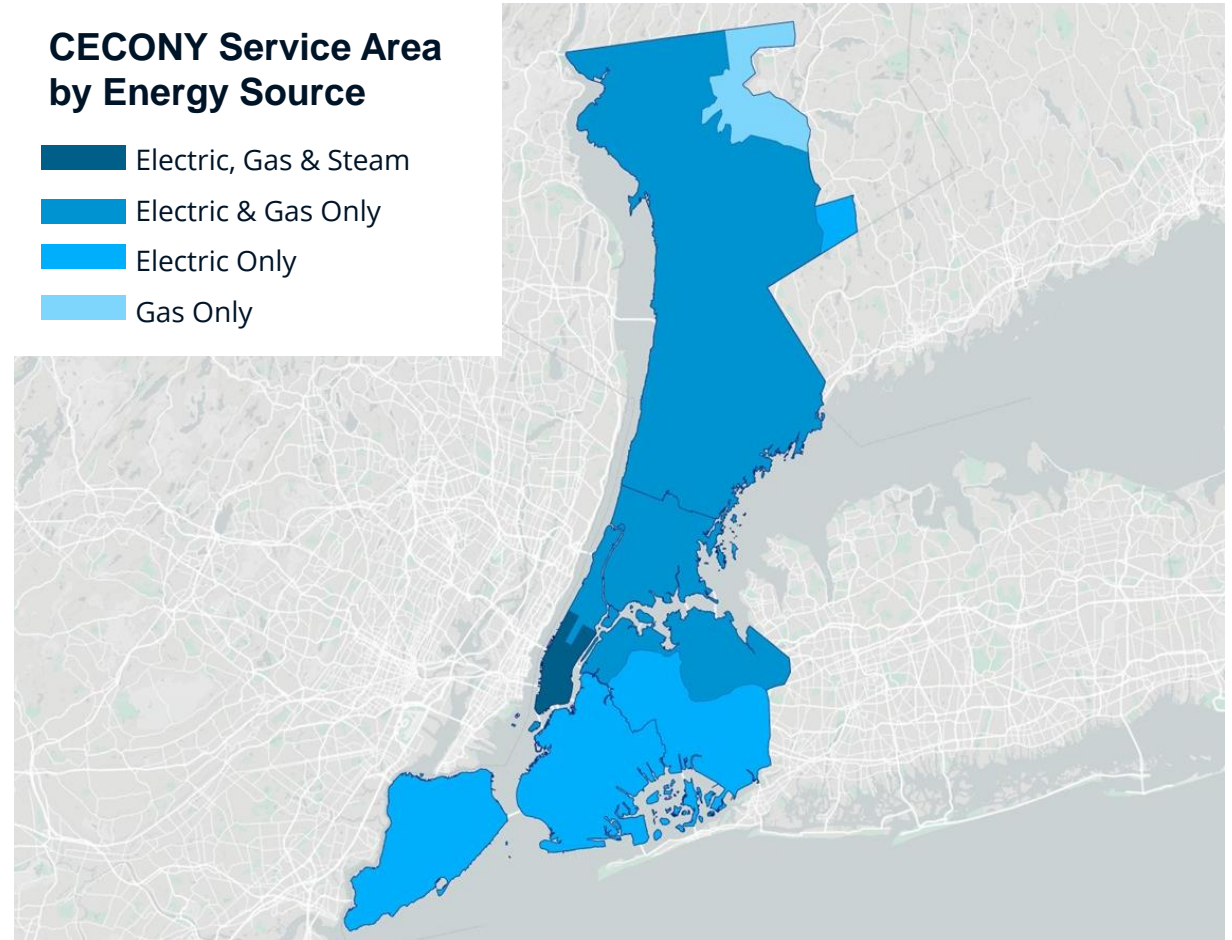 CECONY Service Area
by Energy Source
Electric, Gas & Steam
Electric & Gas Only
Electric Only
Gas Only